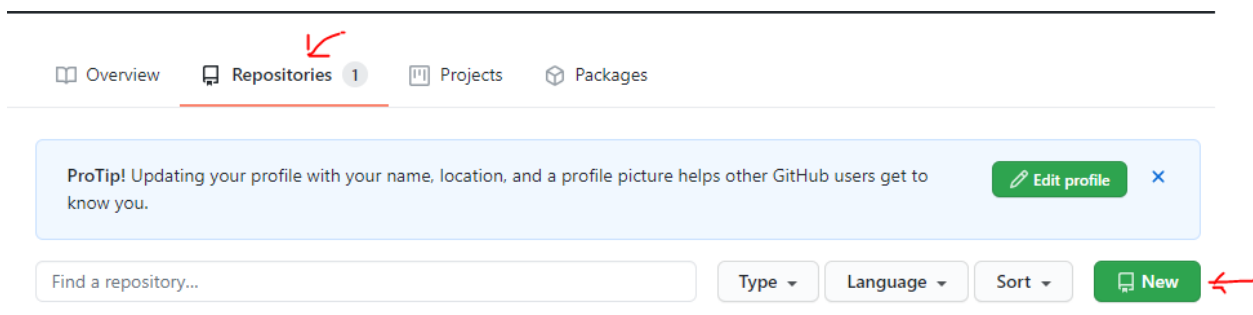 Overview Repositories 1 Projects Packages
ProTip! Updating your profile with your name, location, and a profile picture helps other GitHub users get to
know you.
Edit profile
Find a repository... Type Language Sort New